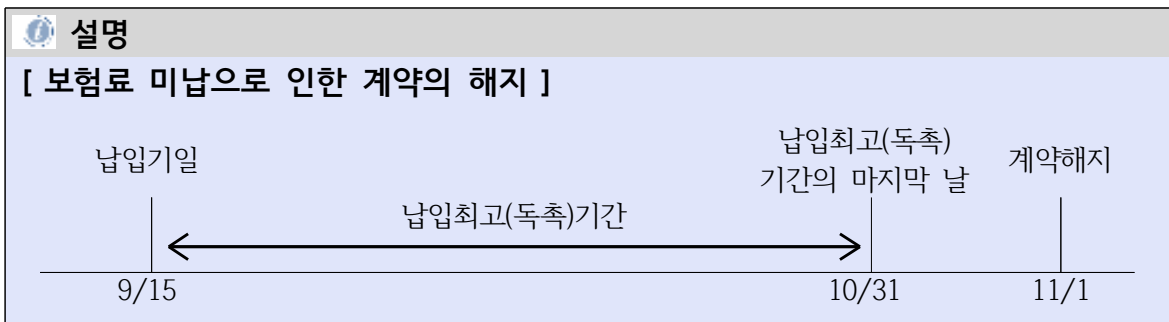 설명
[ 보험료 미납으로 인한 계약의 해지 ]
납입기일
납입최고(독촉)
기간의 마지막 날
계약해지
납입최고(독촉)기간
9/15
10/31
11/1